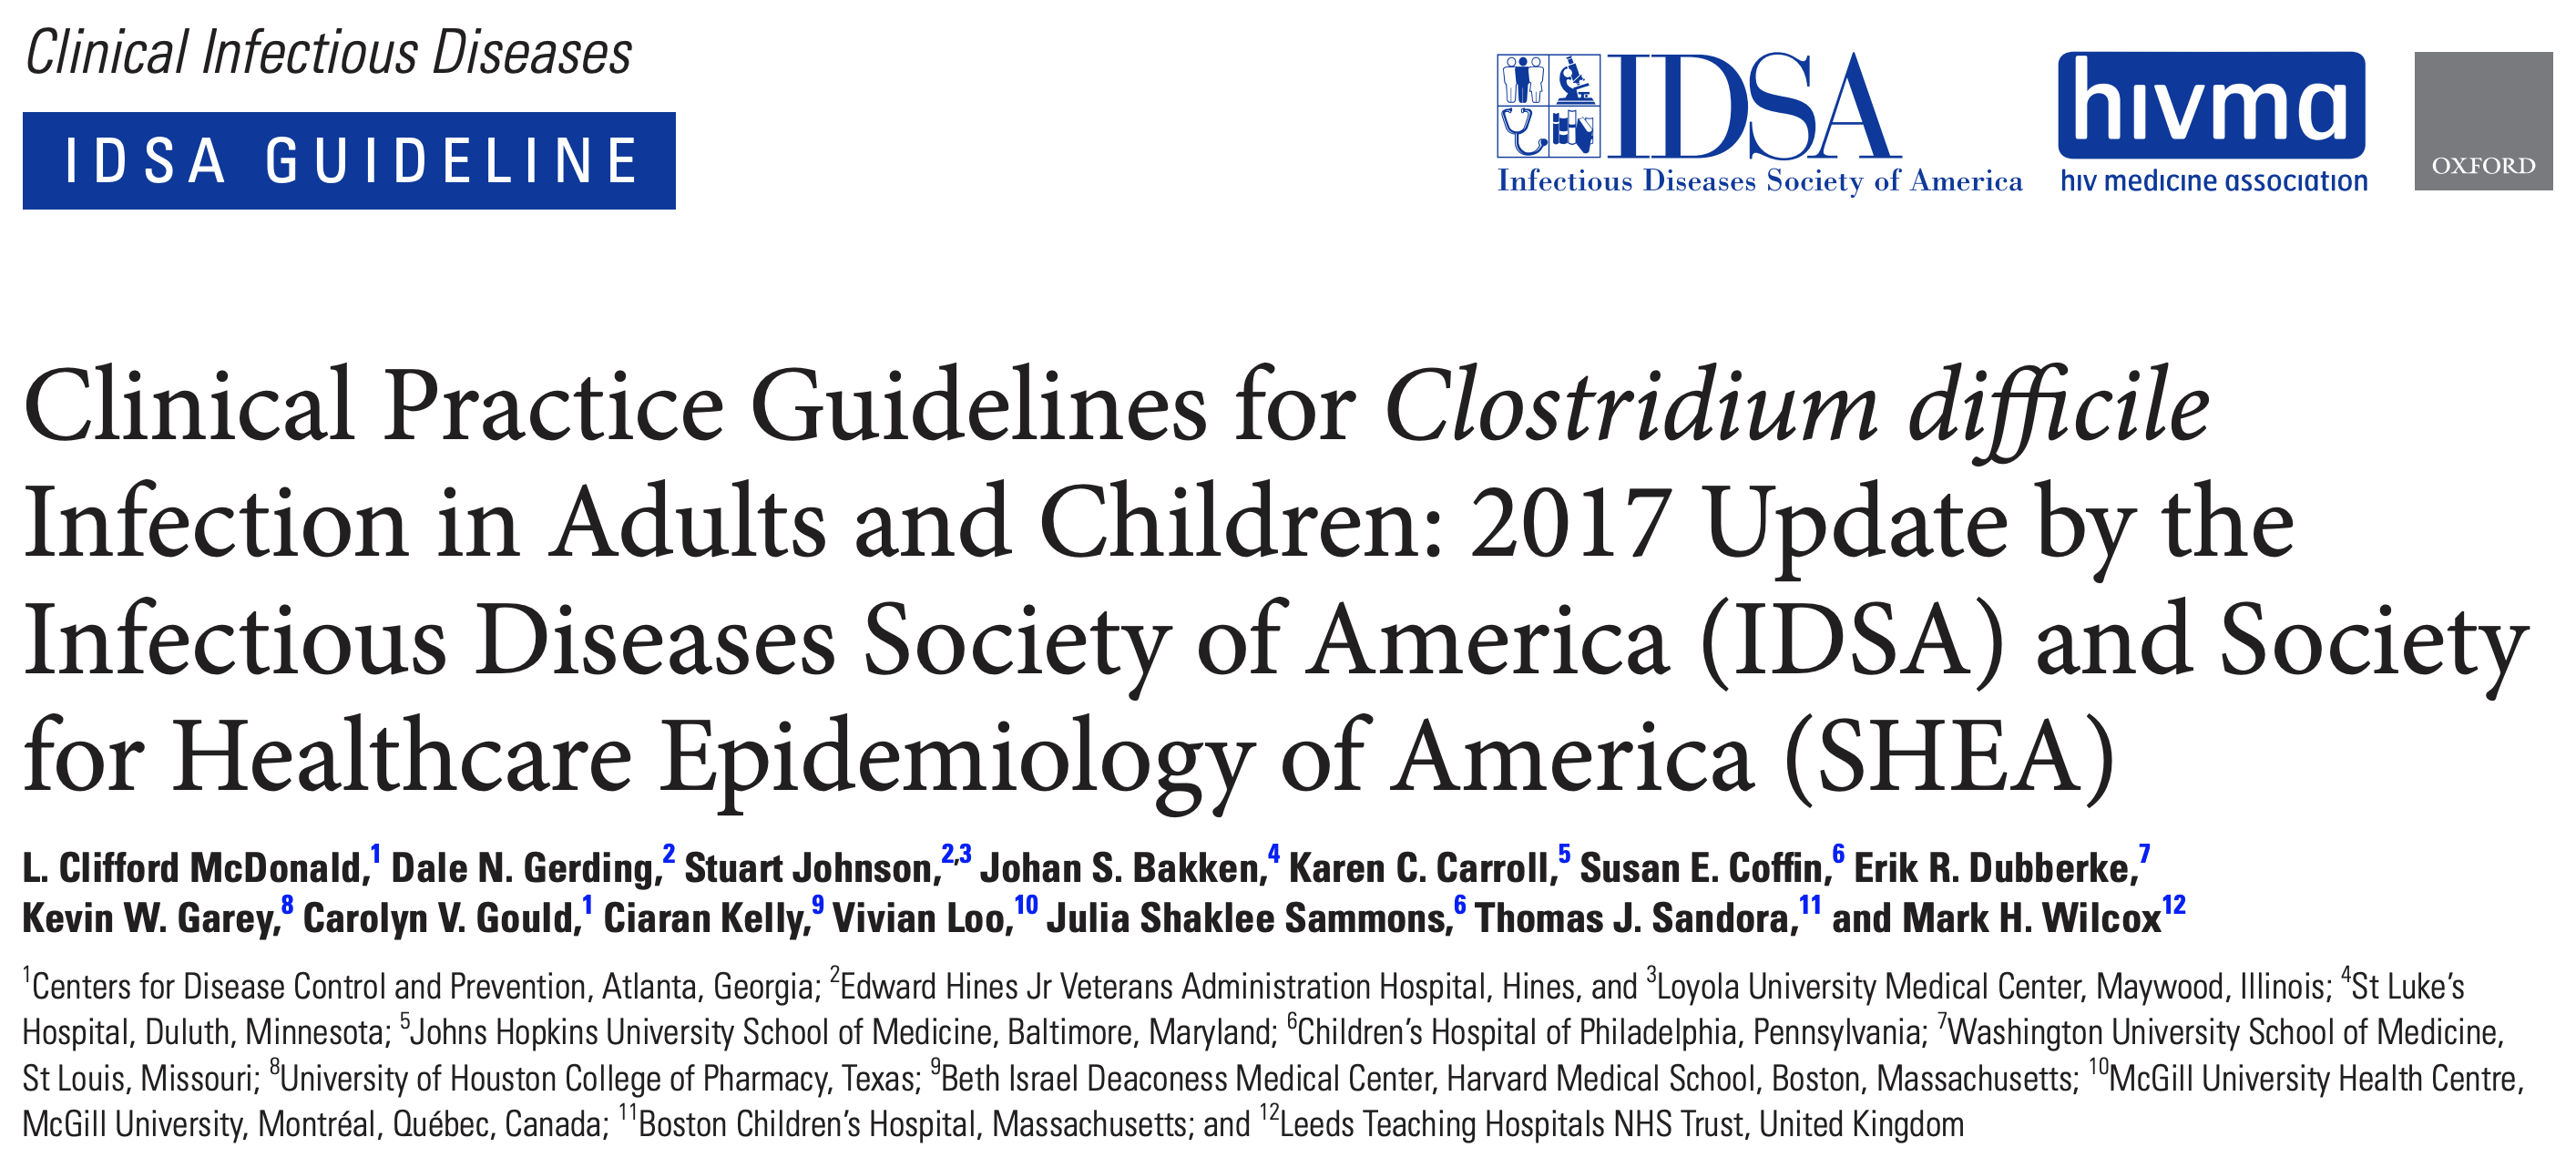 Clinical Infectious Diseases
IDSA GUIDELINE
IDSA
Infectious Diseases Society of America
hivma
hiv medicine association
OXFORD
Clinical Practice Guidelines for Clostridium difficile
Infection in Adults and Children: 2017 Update by the
Infectious Diseases Society of America (IDSA) and Society
for Healthcare Epidemiology of America (SHEA)
L. Clifford McDonald,1 Dale N. Gerding,2 Stuart Johnson,2,3 Johan S. Bakken,4 Karen C. Carroll,5 Susan E. Coffin,6 Erik R. Dubberke,7
Kevin W. Garey,8 Carolyn V. Gould,1 Ciaran Kelly,9 Vivian Loo,10 Julia Shaklee Sammons,6 Thomas J. Sandora,11 and Mark H. Wilcox12
1Centers for Disease Control and Prevention, Atlanta, Georgia; 2Edward Hines Jr Veterans Administration Hospital, Hines, and 3Loyola University Medical Center, Maywood, Illinois; 4St Luke’s
Hospital, Duluth, Minnesota; 5Johns Hopkins University School of Medicine, Baltimore, Maryland; 6Children’s Hospital of Philadelphia, Pennsylvania; 7Washington University School of Medicine,
St Louis, Missouri; 8University of Houston College of Pharmacy, Texas; 9Beth Israel Deaconess Medical Center, Harvard Medical School, Boston, Massachusetts; 10McGill University Health Centre,
McGill University, Montréal, Québec, Canada; 11Boston Children’s Hospital, Massachusetts; and 12Leeds Teaching Hospitals NHS Trust, United Kingdom